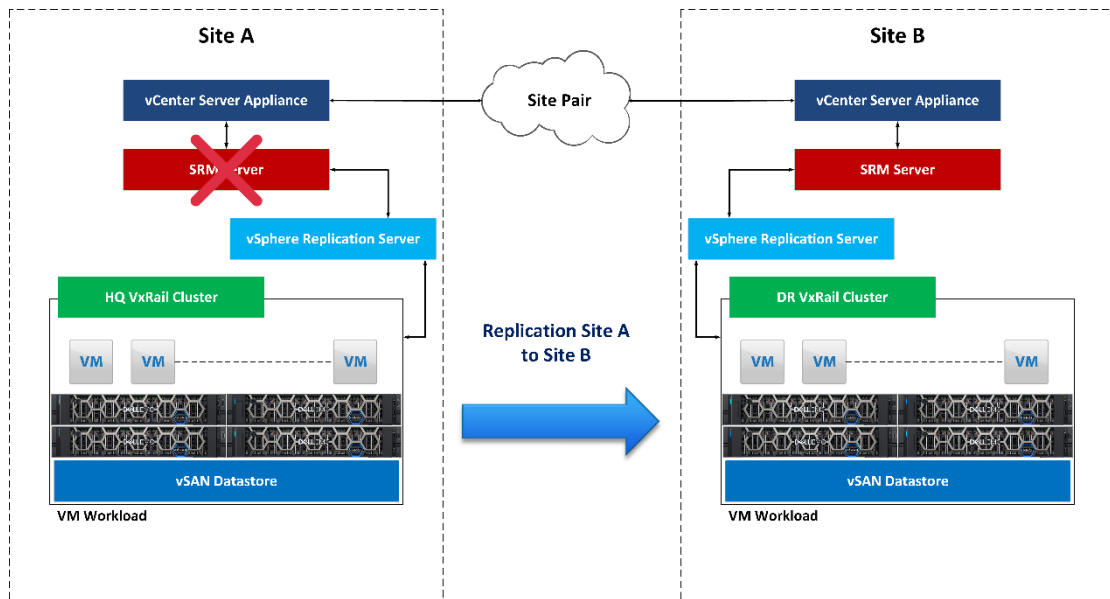 Site A
Site B
vCenter Server Appliance
Site Pair
vCenter Server Appliance
SRM Server
SRM Server
vSphere Replication Server
vSphere Replication Server
HQ VxRail Cluster
DR VxRail Cluster
VM
VM
VM
Replication Site A
to Site B
VM
VM
VM
vSAN Datastore
vSAN Datastore
VM Workload
VM Workload